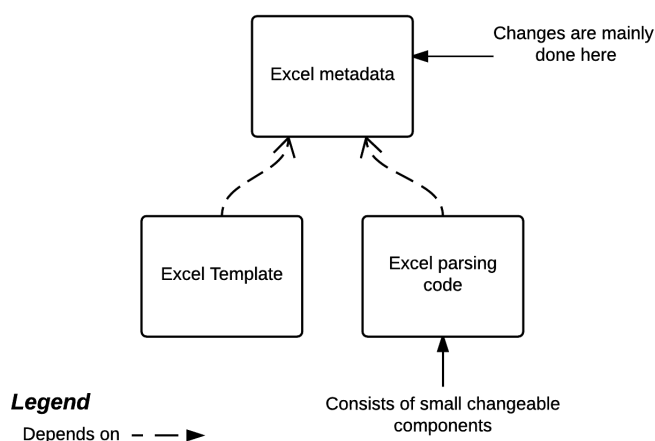 Changes are mainly
done here
Excel metadata
Excel Template
Excel parsing
code
Legend
Consists of small changeable
components
Depends on